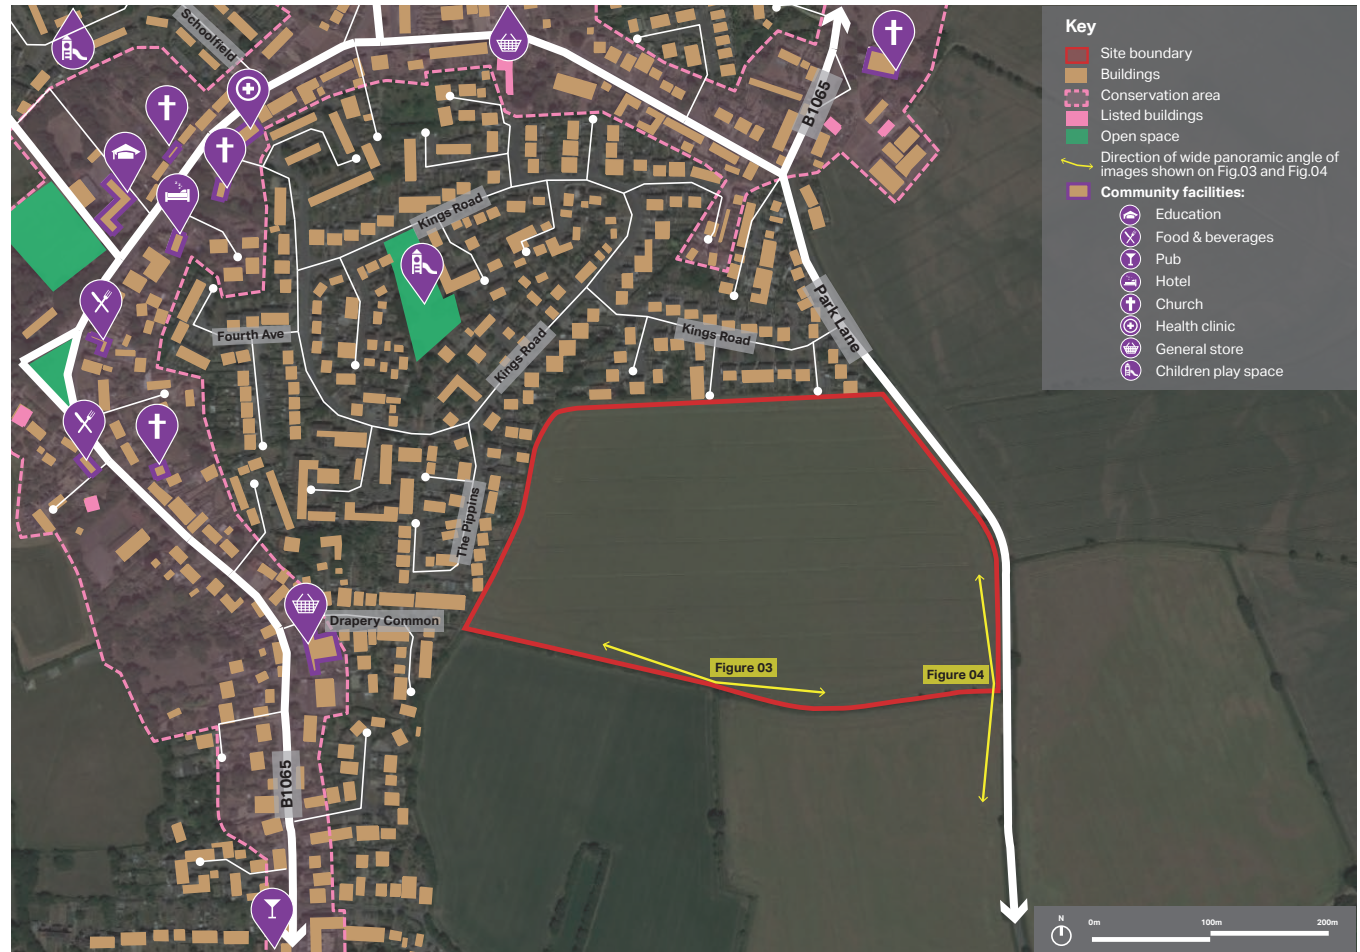 Schoolfield
B1065
Kings Road
Fourth Ave
Kings Road
Kings Road
Park Lane
The Pippins
Drapery Common
Figure 03
Figure 04
B1065
Key
Site boundary
Buildings
Conservation area
Listed buildings
Open space
Direction of wide panoramic angle of
images shown on Fig.03 and Fig.04
Community facilities:
Education
Food & beverages
Pub
Hotel
Church
Health clinic
General store
Children play space
N
0m 100m 200m